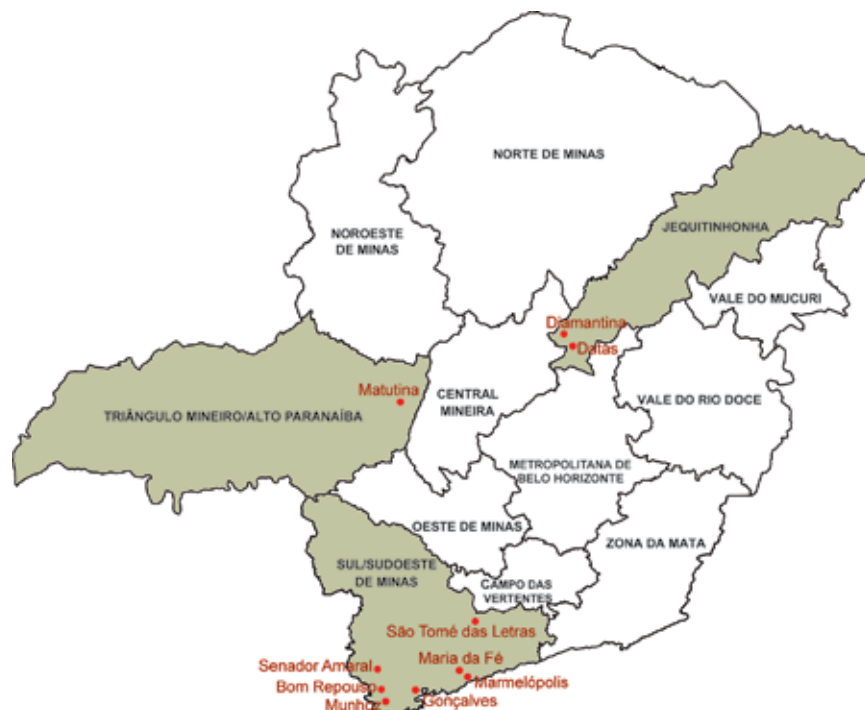 NORTE DE MINAS
NOROESTE
DE MINAS
JEQUITINHONHA
VALE DO MUCURI
Diamantina
Datas
Matutina
CENTRAL
MINEIRA
VALE DO RIO DOCE
TRIÂNGULO MINEIRO/ALTO PARANAÍBA
METROPOLITANA DE
BELO HORIZONTE
OESTE DE MINAS
ZONA DA MATA
SUL/SUDOESTE
DE MINAS
CAMPO DAS
VERTENTES
São Tomé das Letras
Maria da Fé
Senador Amaral
Marmelópolis
Bom Repouso
Gonçalves
Munhoz